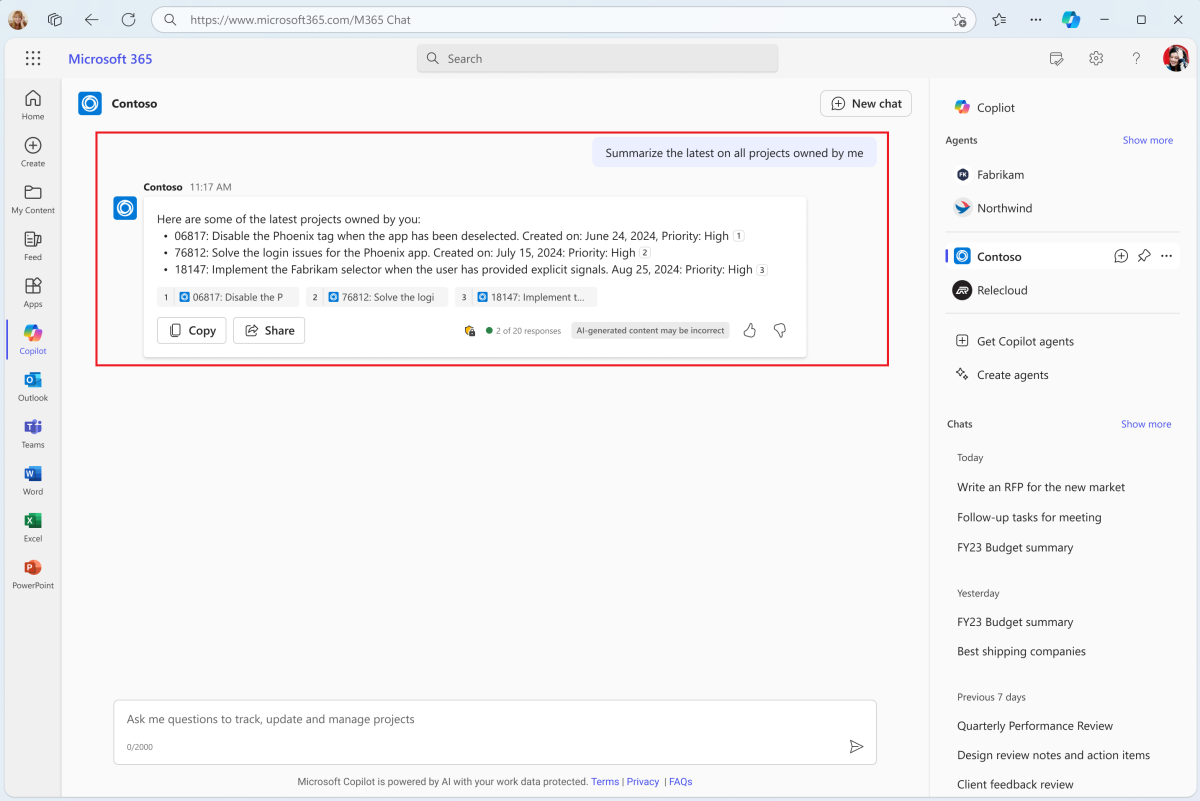 https://www.microsoft365.com/M365 Chat
Microsoft 365
Search
Home
Create
My Content
Feed
Apps
Copilot
Outlook
Teams
Word
Excel
PowerPoint
Contoso
New chat
Summarize the latest on all projects owned by me
Contoso 11:17 AM
Here are some of the latest projects owned by you:
• 06817: Disable the Phoenix tag when the app has been deselected. Created on: June 24, 2024, Priority: High 1
• 76812: Solve the login issues for the Phoenix app. Created on: July 15, 2024: Priority: High 2
• 18147: Implement the Fabrikam selector when the user has provided explicit signals. Aug 25, 2024: Priority: High 3
1 06817: Disable the P 2 76812: Solve the logi 3 18147: Implement t...
Copy Share 2 of 20 responses AI-generated content may be incorrect
Ask me questions to track, update and manage projects
0/2000
Microsoft Copilot is powered by AI with your work data protected. Terms | Privacy | FAQs
Copliot
Agents Show more
FK Fabrikam
Northwind
Contoso
Relecloud
Get Copilot agents
Create agents
Chats Show more
Today
Write an RFP for the new market
Follow-up tasks for meeting
FY23 Budget summary
Yesterday
FY23 Budget summary
Best shipping companies
Previous 7 days
Quarterly Performance Review
Design review notes and action items
Client feedback review